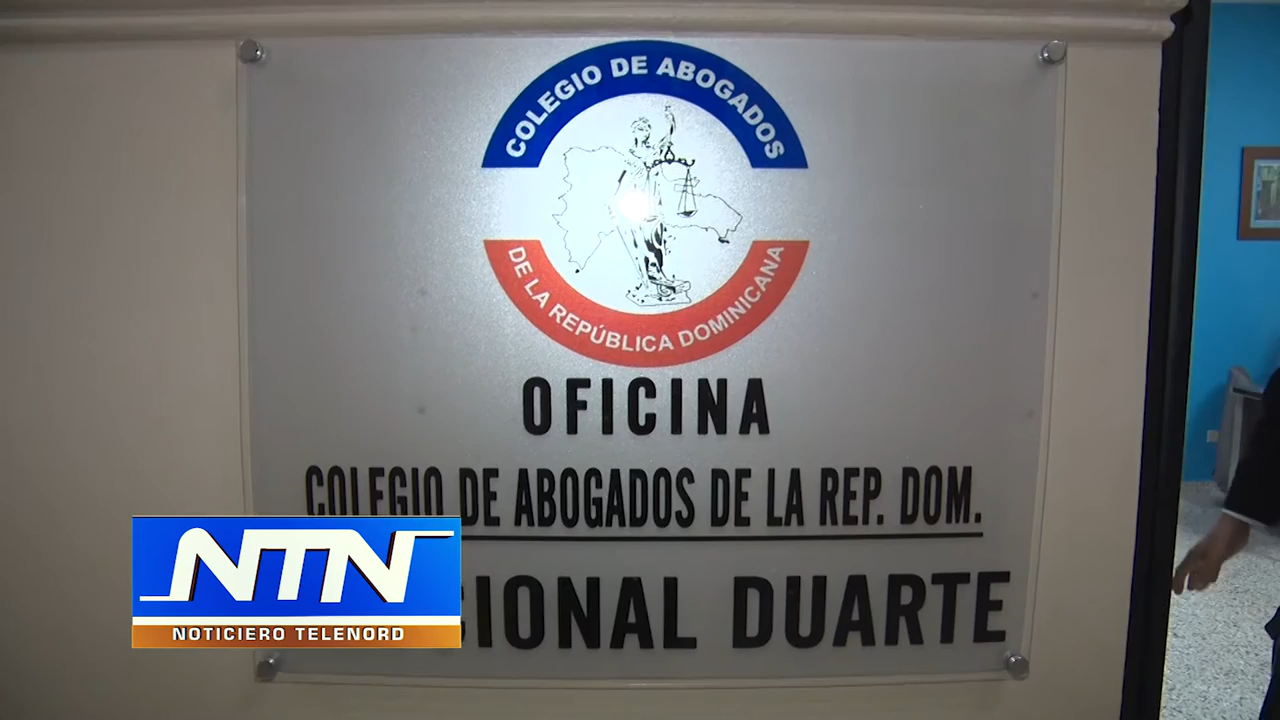 COLEGIO DE ABOGADOS
DE LA REPÚBLICA DOMINICANA
OFICINA
COLEGIO DE ABOGADOS DE LA REP. DOM.
DUARTE
NTN
NOTICIERO TELENORD